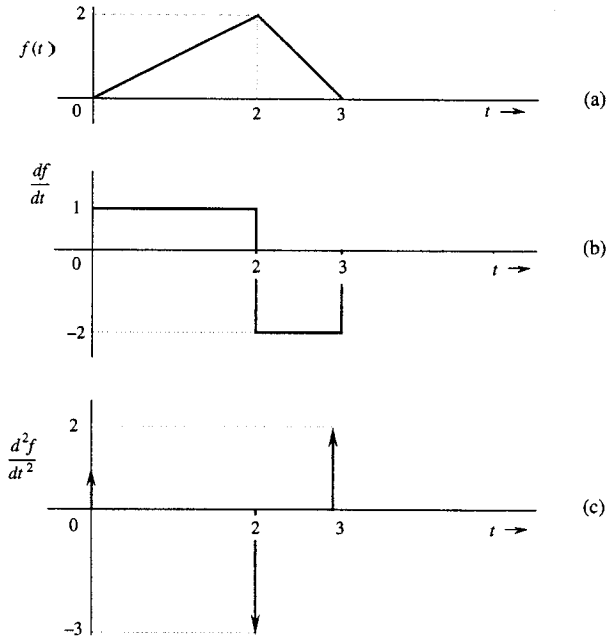 2
f(t)
0
2
3
t →
(a)
df
dt
1
0
2
3
t →
(b)
−2
2
d²f
dt²
0
2
3
t →
(c)
−3